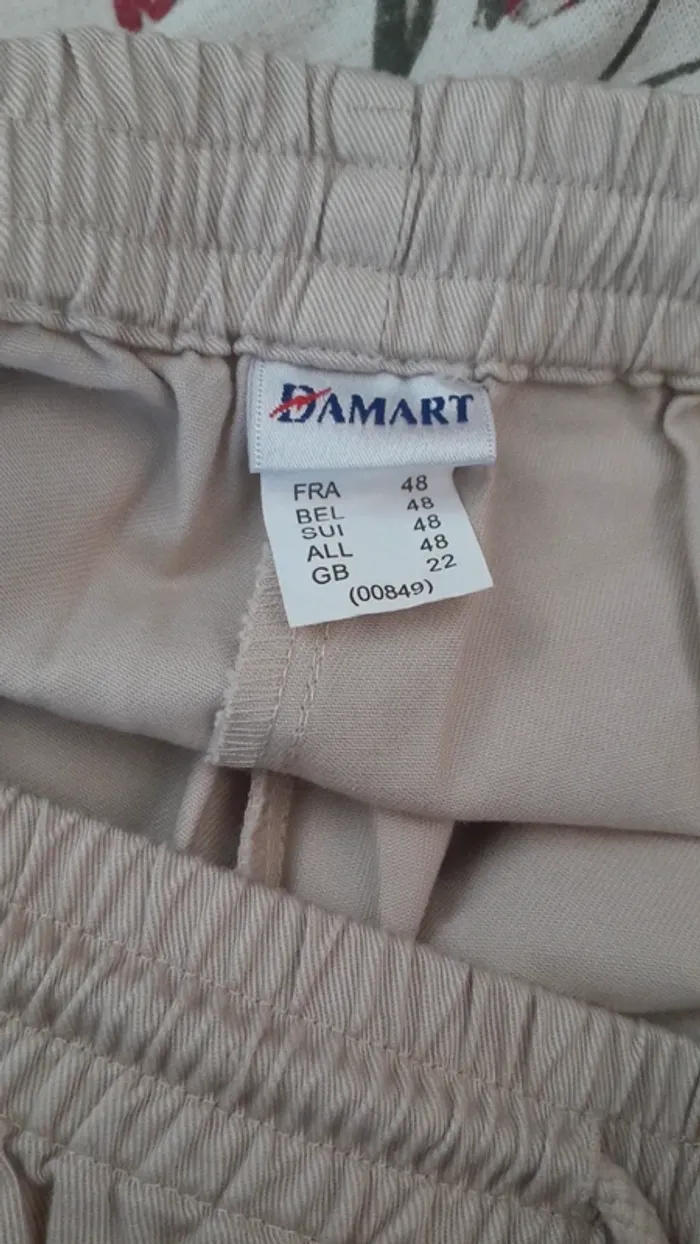 DAMART
FRA 48
BEL 48
SUI 48
ALL 48
GB 22
(00849)